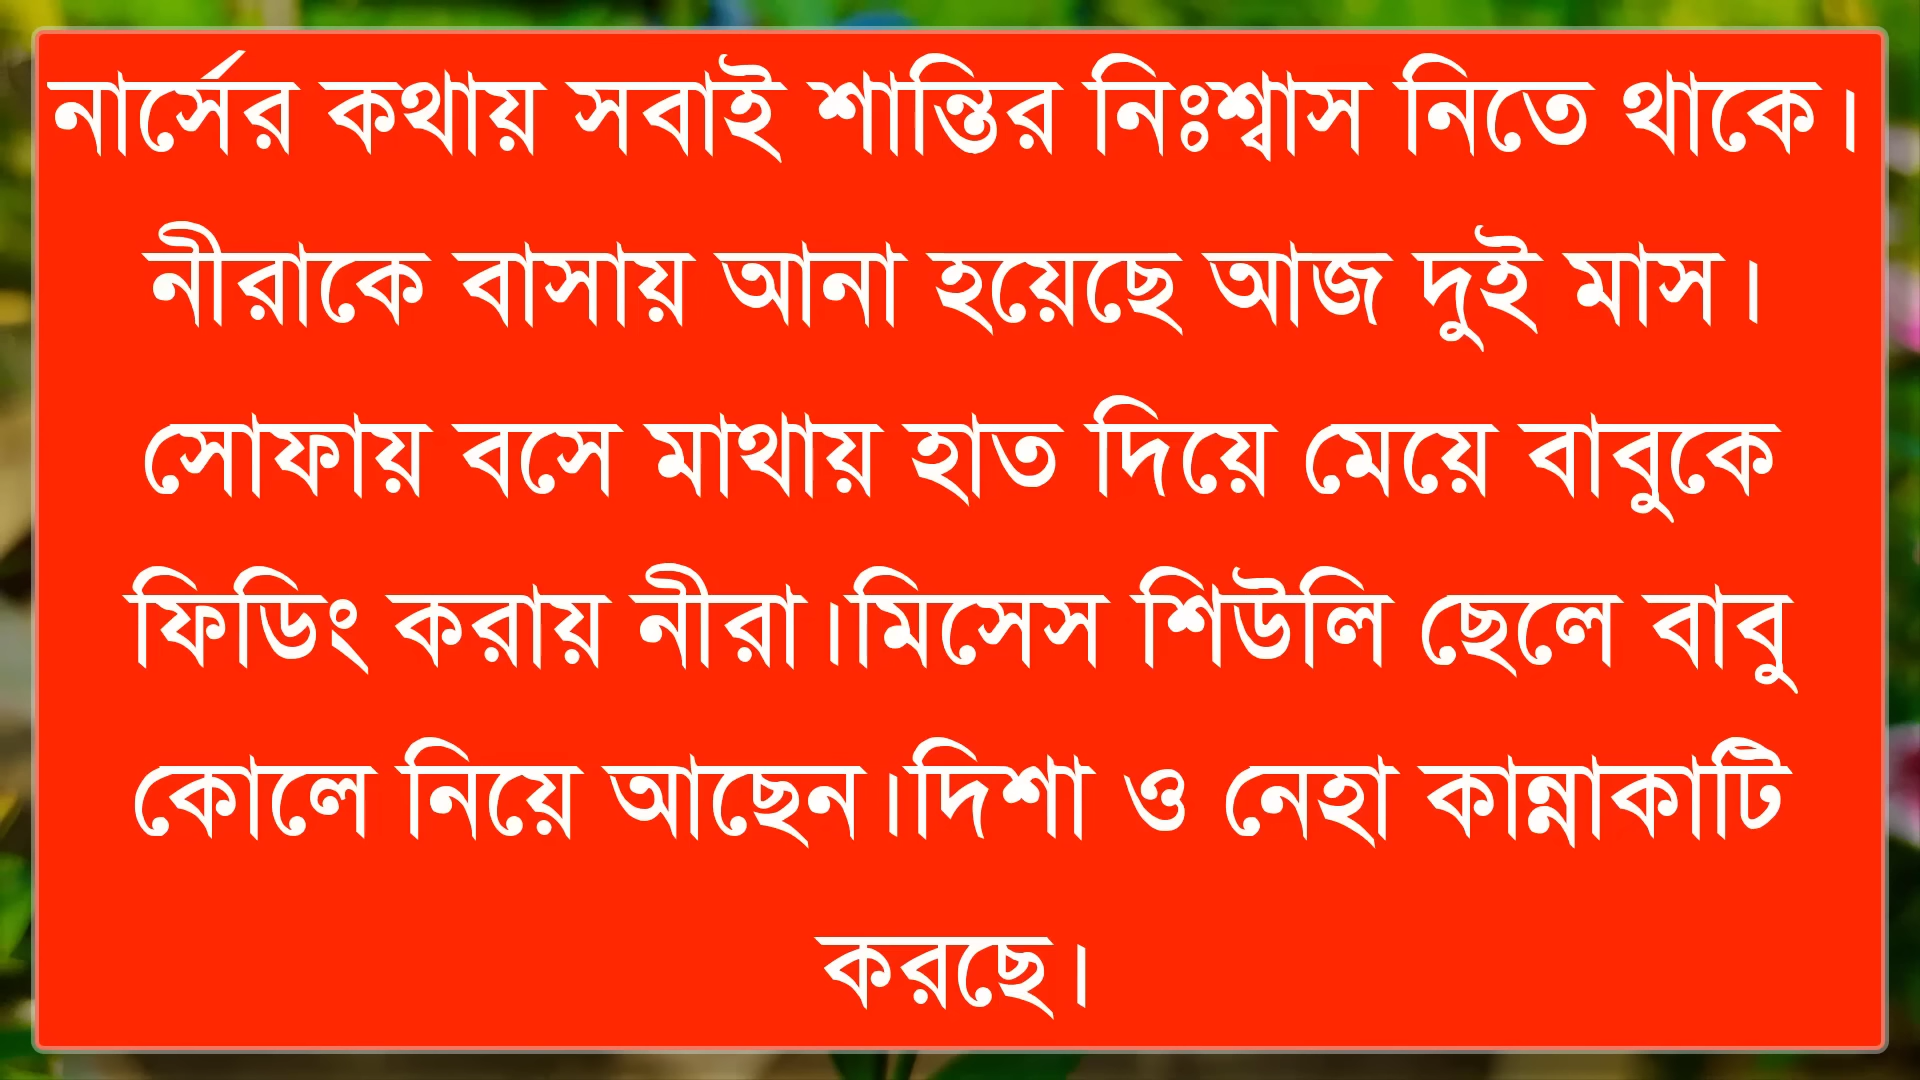 নার্সের কথায় সবাই শান্তির নিঃশ্বাস নিতে থাকে।
নীরাকে বাসায় আনা হয়েছে আজ দুই মাস।
সোফায় বসে মাথায় হাত দিয়ে মেয়ে বাবুকে
ফিডিং করায় নীরা।মিসেস শিউলি ছেলে বাবু
কোলে নিয়ে আছেন।দিশা ও নেহা কান্নাকাটি
করছে।